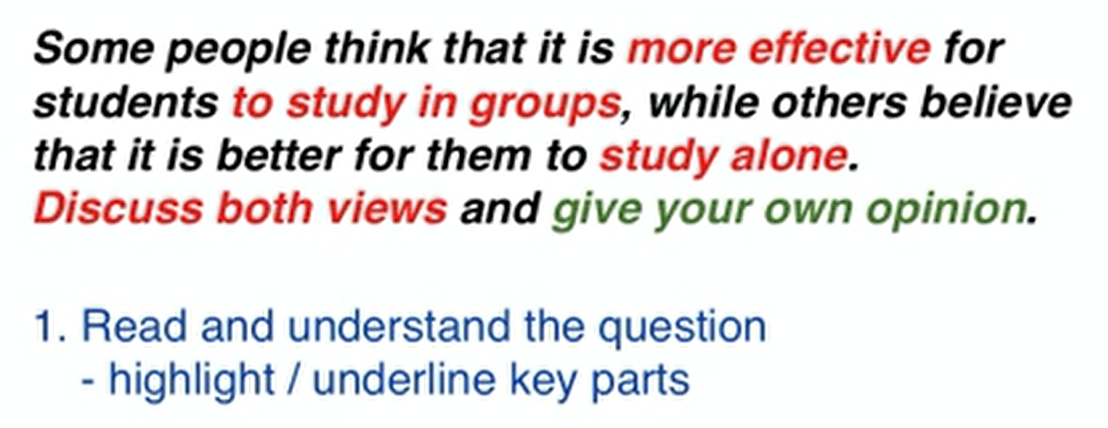 Some people think that it is more effective for
students to study in groups, while others believe
that it is better for them to study alone.
Discuss both views and give your own opinion.
1. Read and understand the question
- highlight / underline key parts